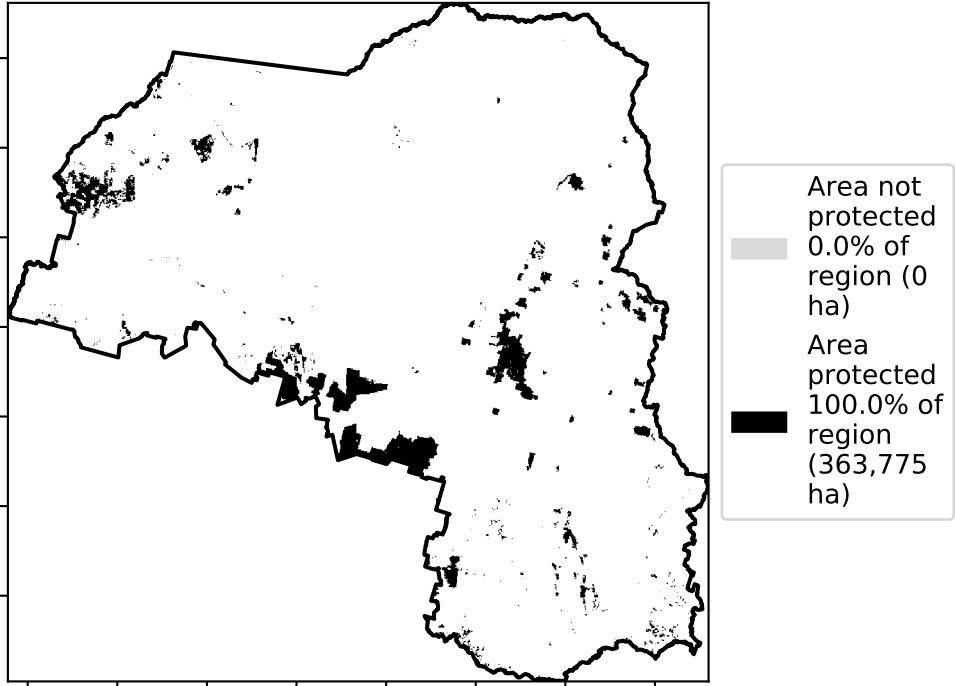 Area not
protected
0.0% of
region (0
ha)
Area
protected
100.0% of
region
(363,775
ha)